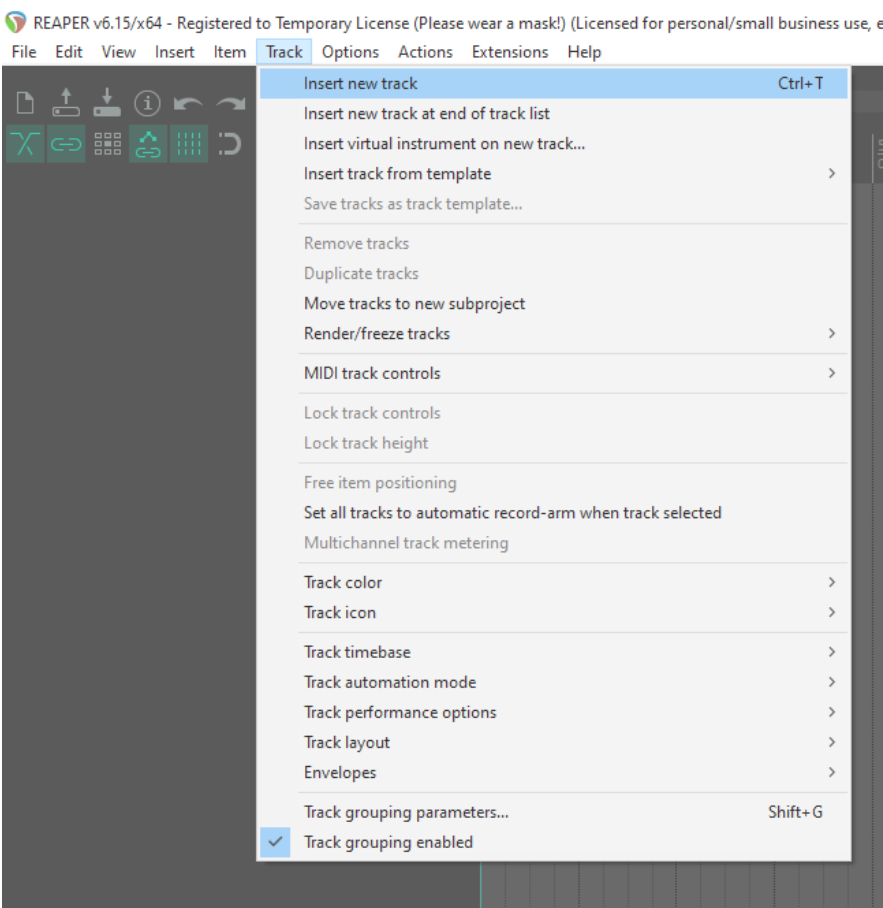 REAPER v6.15/x64 - Registered to Temporary License (Please wear a mask!) (Licensed for personal/small business use,
File Edit View Insert Item Track Options Actions Extensions Help
Insert new track Ctrl+T
Insert new track at end of track list
Insert virtual instrument on new track...
Insert track from template
Save tracks as track template...
Remove tracks
Duplicate tracks
Move tracks to new subproject
Render/freeze tracks
MIDI track controls
Lock track controls
Lock track height
Free item positioning
Set all tracks to automatic record-arm when track selected
Multichannel track metering
Track color
Track icon
Track timebase
Track automation mode
Track performance options
Track layout
Envelopes
Track grouping parameters... Shift+G
Track grouping enabled